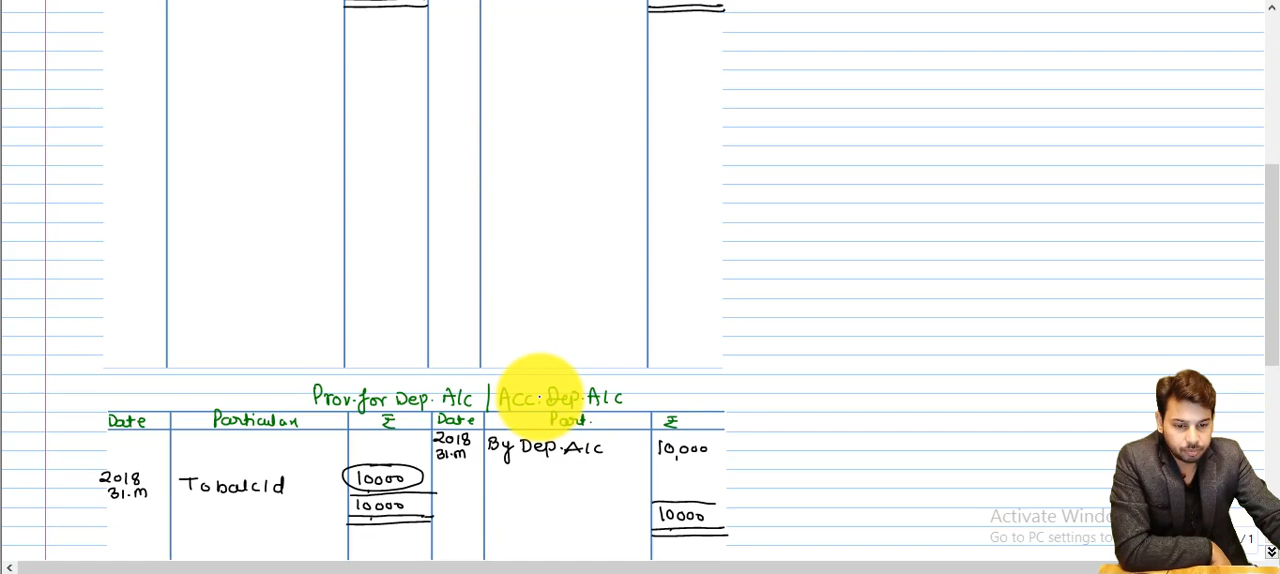 Prov. for Dep. A/c | Acc. Dep. A/c
Date Particular ₹ Date Part. ₹
2018 31.M By Dep. A/c 10,000
2018 31.M To bal c/d 10000
10000 10000
Activate Windo
Go to PC settings to
/ 1